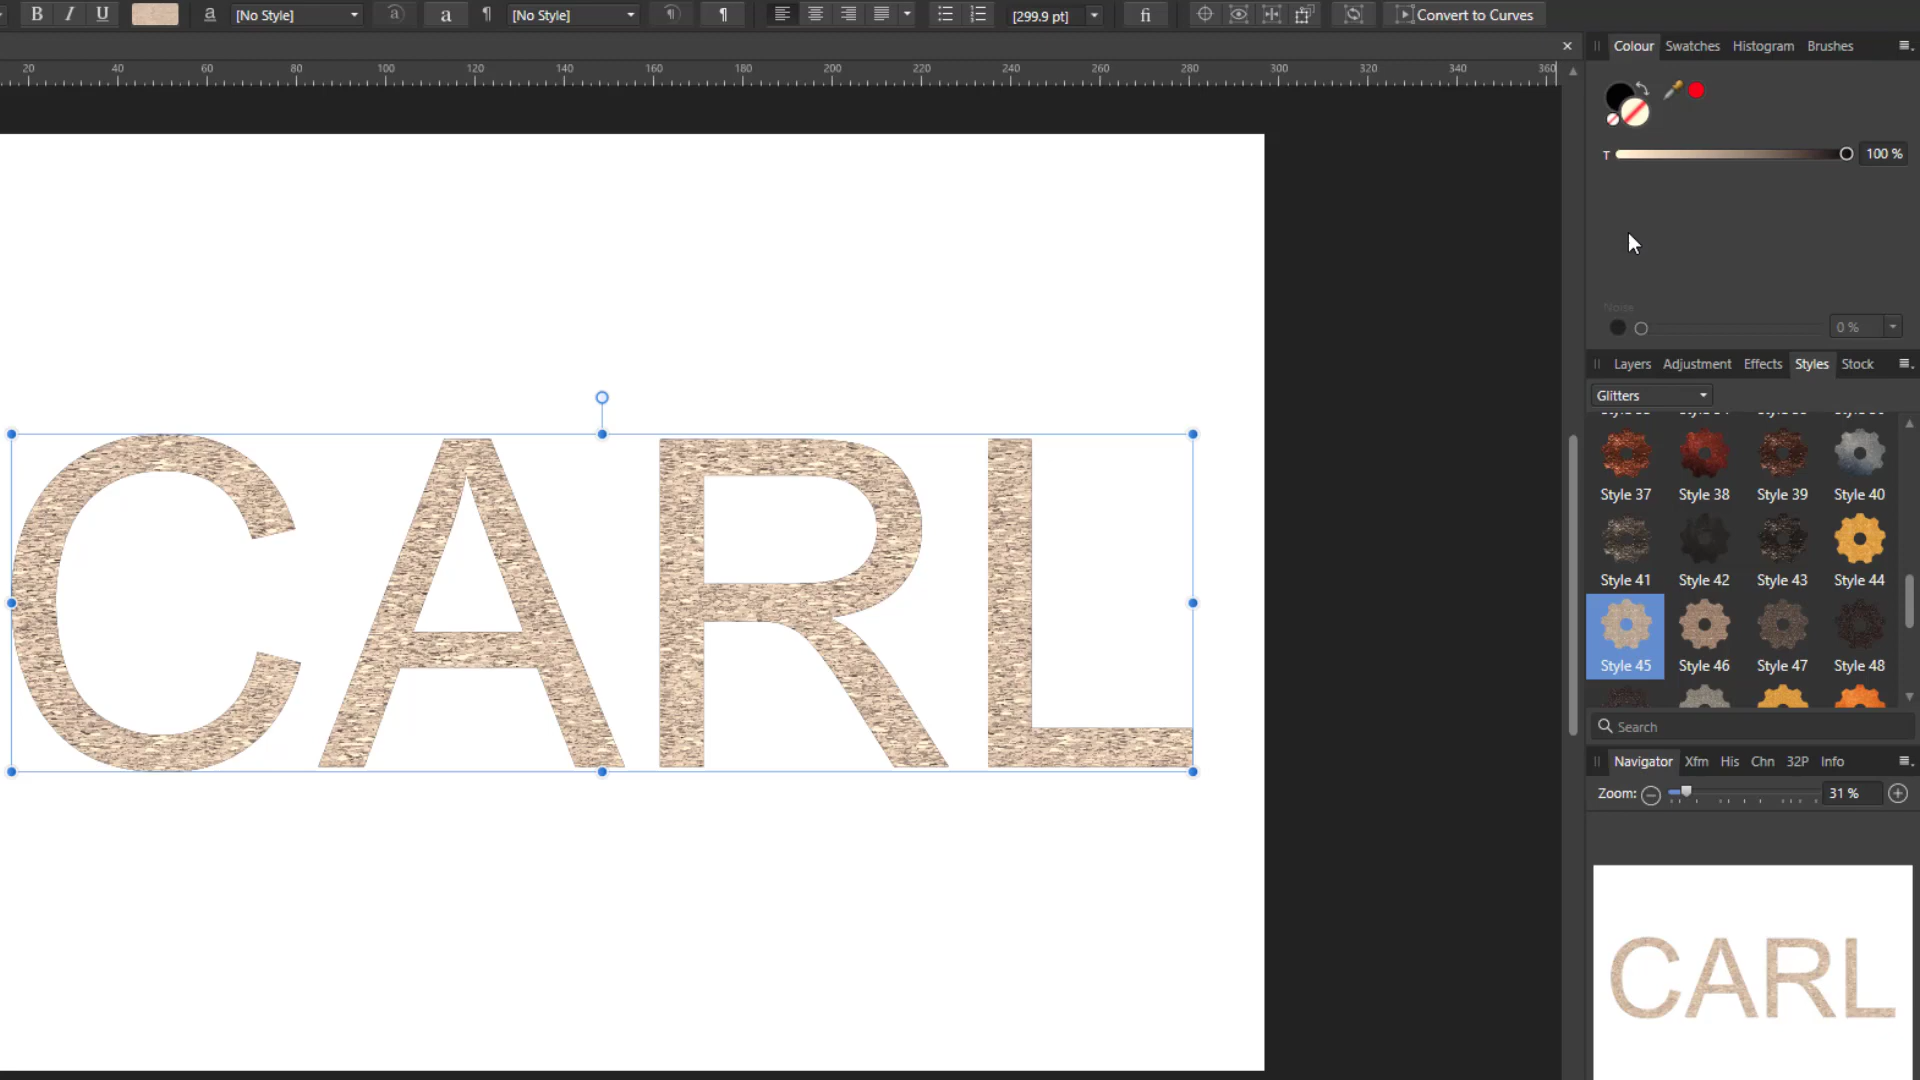 B I U a [No Style] a a ¶ [No Style] ¶ ¶ [299.9 pt] fi Convert to Curves
Colour Swatches Histogram Brushes
20 40 60 80 100 120 140 160 180 200 220 240 260 280 300 320 340 360
T 100 %
Noise
0 %
Layers Adjustment Effects Styles Stock
Glitters
Style 37 Style 38 Style 39 Style 40
Style 41 Style 42 Style 43 Style 44
Style 45 Style 46 Style 47 Style 48
CARL
Search
Navigator Xfm His Chn 32P Info
Zoom: 31 %
CARL